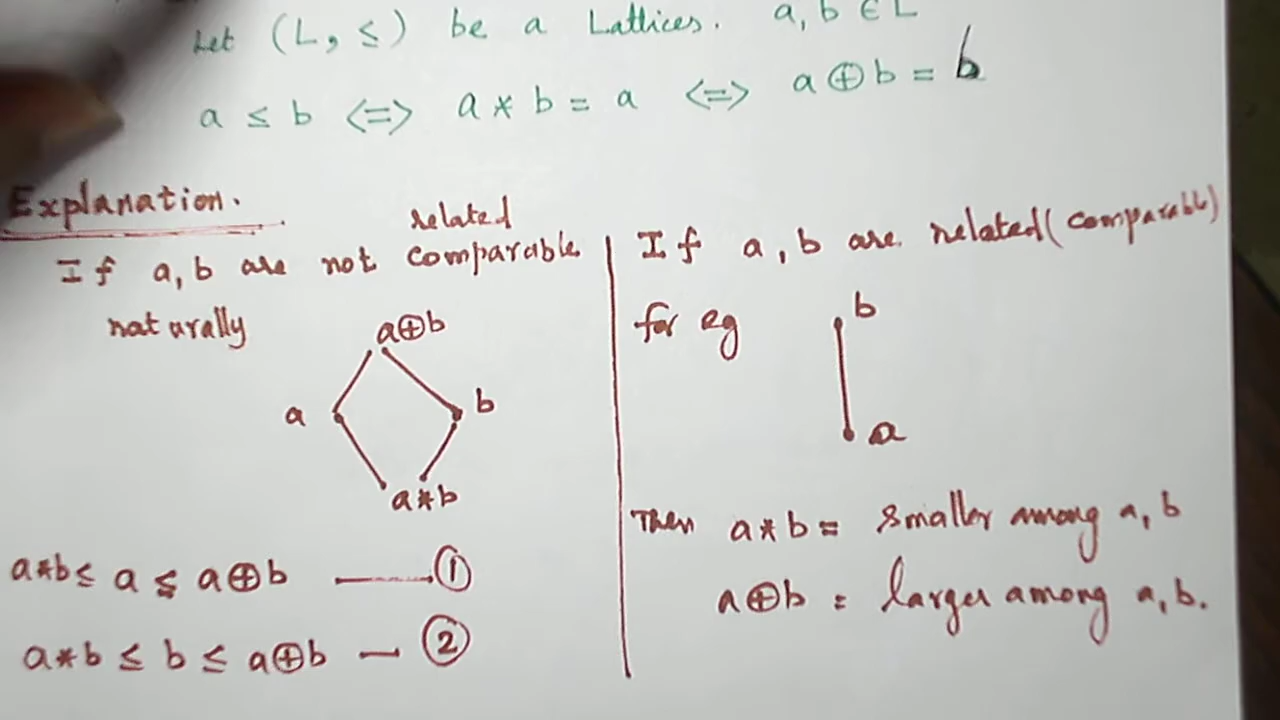 Let (L, ≤) be a Lattices. a, b ∈ L
a ≤ b <=> a * b = a <=> a ⊕ b = b
Explanation.
related
If a, b are not comparable
naturally
a⊕b
a
b
a*b
a*b ≤ a ≤ a⊕b —— ①
a*b ≤ b ≤ a⊕b — ②
If a, b are related (comparable)
for eg
b
a
Then a*b = smaller among a, b
a⊕b = larger among a, b.